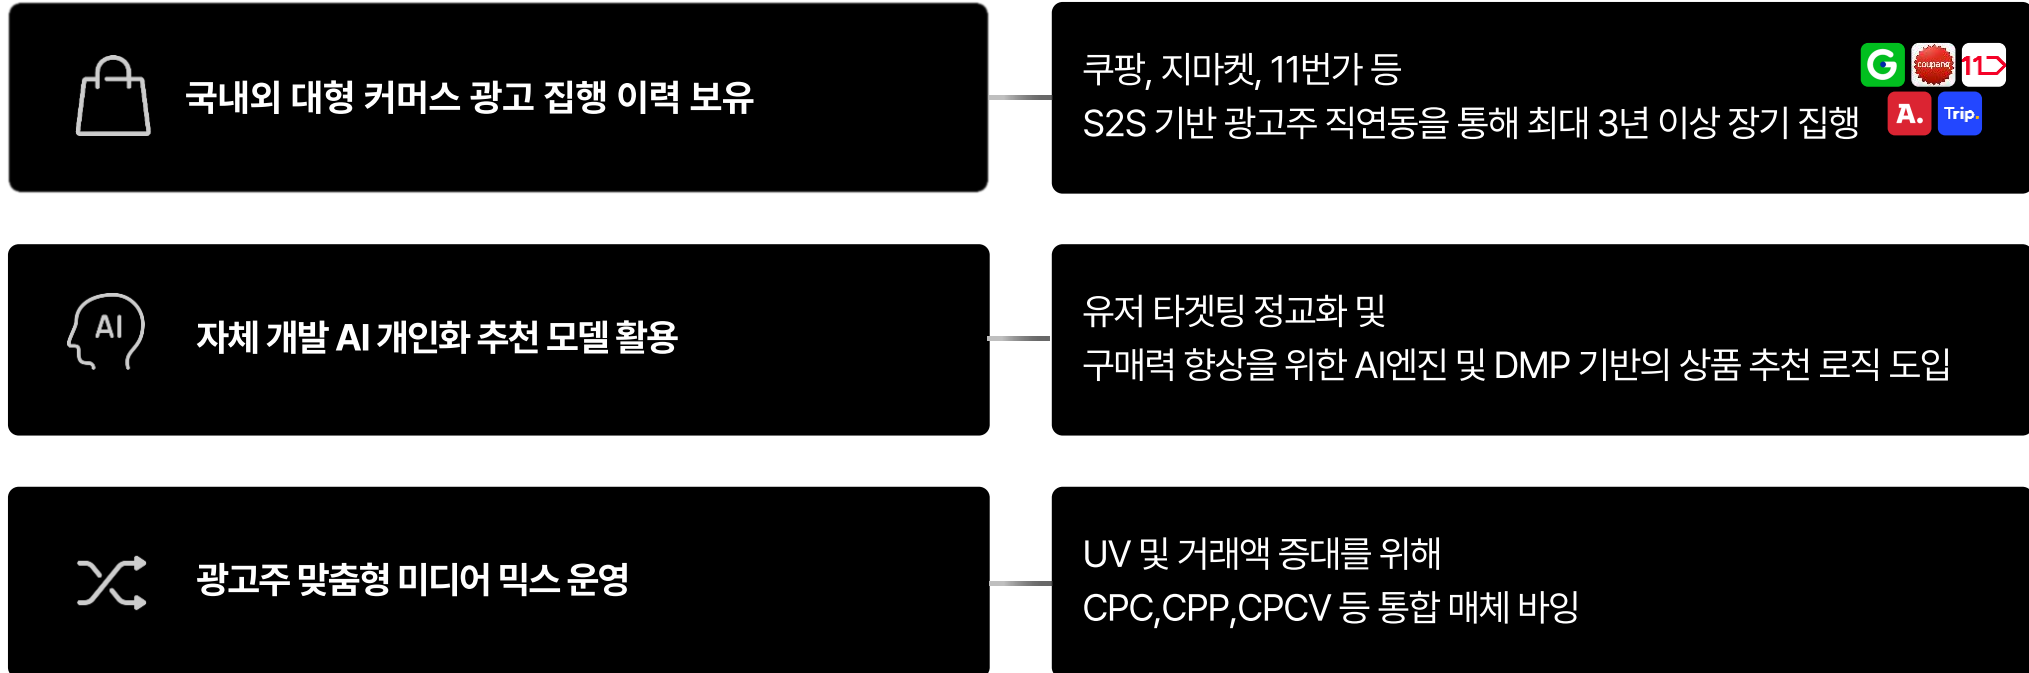 국내외 대형 커머스 광고 집행 이력 보유
쿠팡, 지마켓, 11번가 등
S2S 기반 광고주 직연동을 통해 최대 3년 이상 장기 집행
G
coupang
11
A.
Trip.
AI
자체 개발 AI 개인화 추천 모델 활용
유저 타겟팅 정교화 및
구매력 향상을 위한 AI엔진 및 DMP 기반의 상품 추천 로직 도입
광고주 맞춤형 미디어 믹스 운영
UV 및 거래액 증대를 위해
CPC,CPP,CPCV 등 통합 매체 바잉